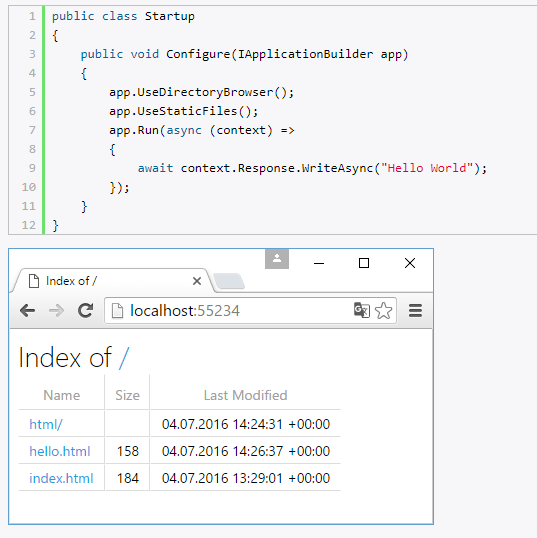 1 public class Startup
2 {
3 public void Configure(IApplicationBuilder app)
4 {
5 app.UseDirectoryBrowser();
6 app.UseStaticFiles();
7 app.Run(async (context) =>
8 {
9 await context.Response.WriteAsync("Hello World");
10 });
11 }
12 }
Index of /
localhost:55234
Index of /
Name Size Last Modified
html/ 04.07.2016 14:24:31 +00:00
hello.html 158 04.07.2016 14:26:37 +00:00
index.html 184 04.07.2016 13:29:01 +00:00